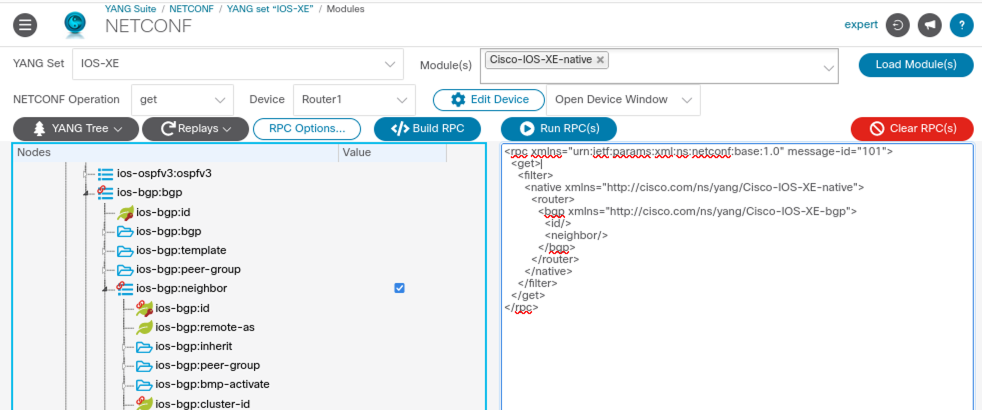 YANG Suite / NETCONF / YANG set "IOS-XE" / Modules
NETCONF
expert
?
YANG Set IOS-XE Module(s) Cisco-IOS-XE-native × Load Module(s)
NETCONF Operation get Device Router1 Edit Device Open Device Window
YANG Tree Replays RPC Options... </> Build RPC Run RPC(s) Clear RPC(s)
Nodes Value
ios-ospfv3:ospfv3
ios-bgp:bgp
ios-bgp:id
ios-bgp:bgp
ios-bgp:template
ios-bgp:peer-group
ios-bgp:neighbor
ios-bgp:id
ios-bgp:remote-as
ios-bgp:inherit
ios-bgp:peer-group
ios-bgp:bmp-activate
ios-bgp:cluster-id
<rpc xmlns="urn:ietf:params:xml:ns:netconf:base:1.0" message-id="101">
<get>
<filter>
<native xmlns="http://cisco.com/ns/yang/Cisco-IOS-XE-native">
<router>
<bgp xmlns="http://cisco.com/ns/yang/Cisco-IOS-XE-bgp">
<id/>
<neighbor/>
</bgp>
</router>
</native>
</filter>
</get>
</rpc>